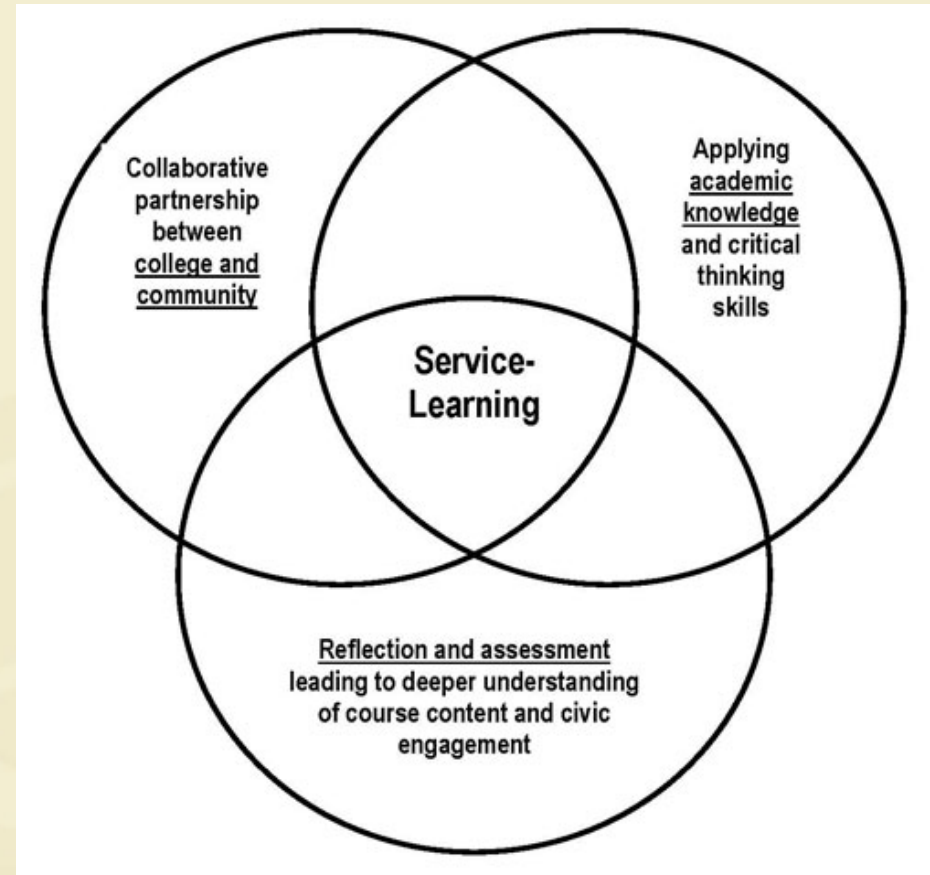 Collaborative
partnership
between
college and
community
Applying
academic
knowledge
and critical
thinking
skills
Service-
Learning
Reflection and assessment
leading to deeper understanding
of course content and civic
engagement